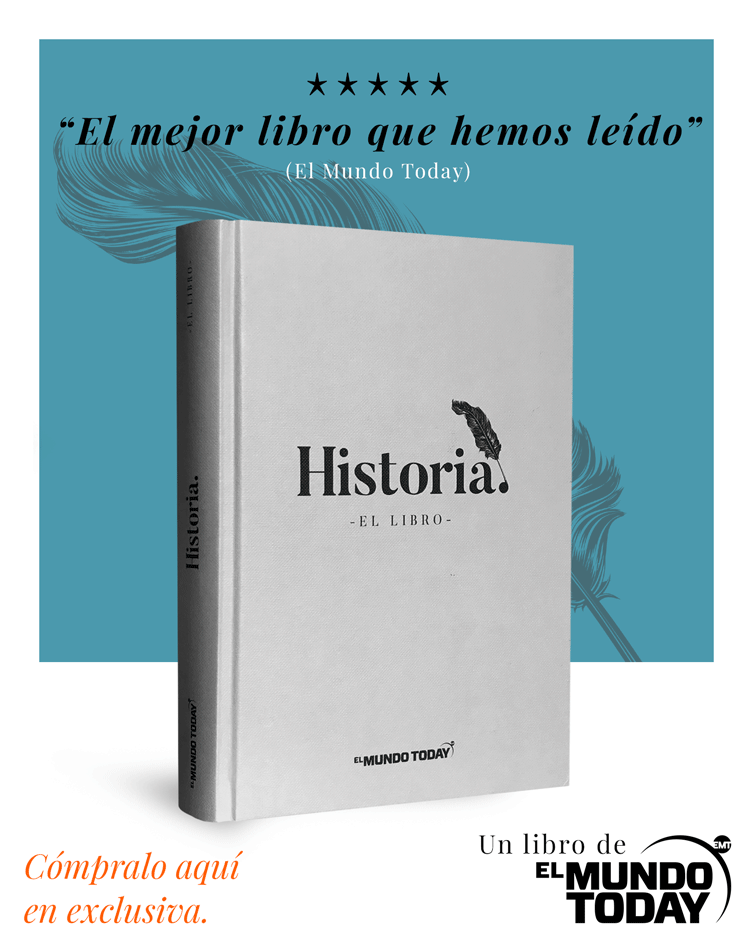 ★★★★★
“El mejor libro que hemos leído”
(El Mundo Today)
-EL LIBRO-
Historia.
EL MUNDO TODAY
Historia.
-EL LIBRO-
EL MUNDO TODAY
Cómpralo aquí
en exclusiva.
Un libro de
EMT
EL MUNDO
TODAY